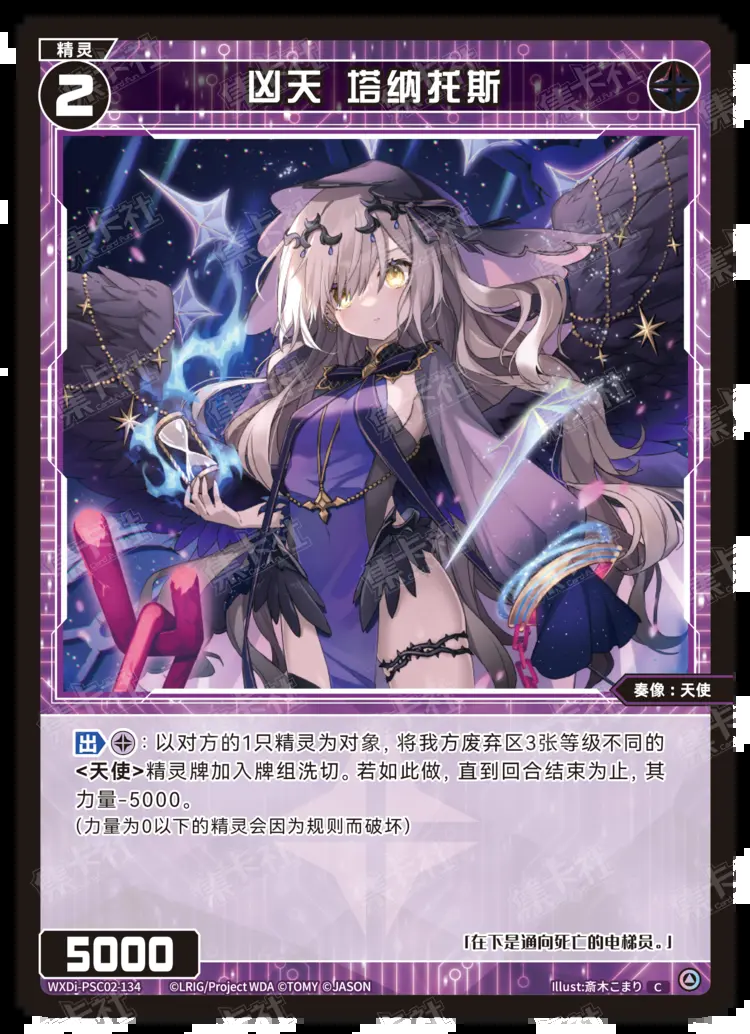 精灵
2
凶天 塔纳托斯
奏像:天使
出 : 以对方的1只精灵为对象, 将我方废弃区3张等级不同的
<天使>精灵牌加入牌组洗切。若如此做, 直到回合结束为止, 其
力量-5000。
(力量为0以下的精灵会因为规则而破坏)
「在下是通向死亡的电梯员。」
5000
WXDi-PSC02-134 ©LRIG/Project WDA ©TOMY ©JASON Illust:斎木こまり C
集卡社